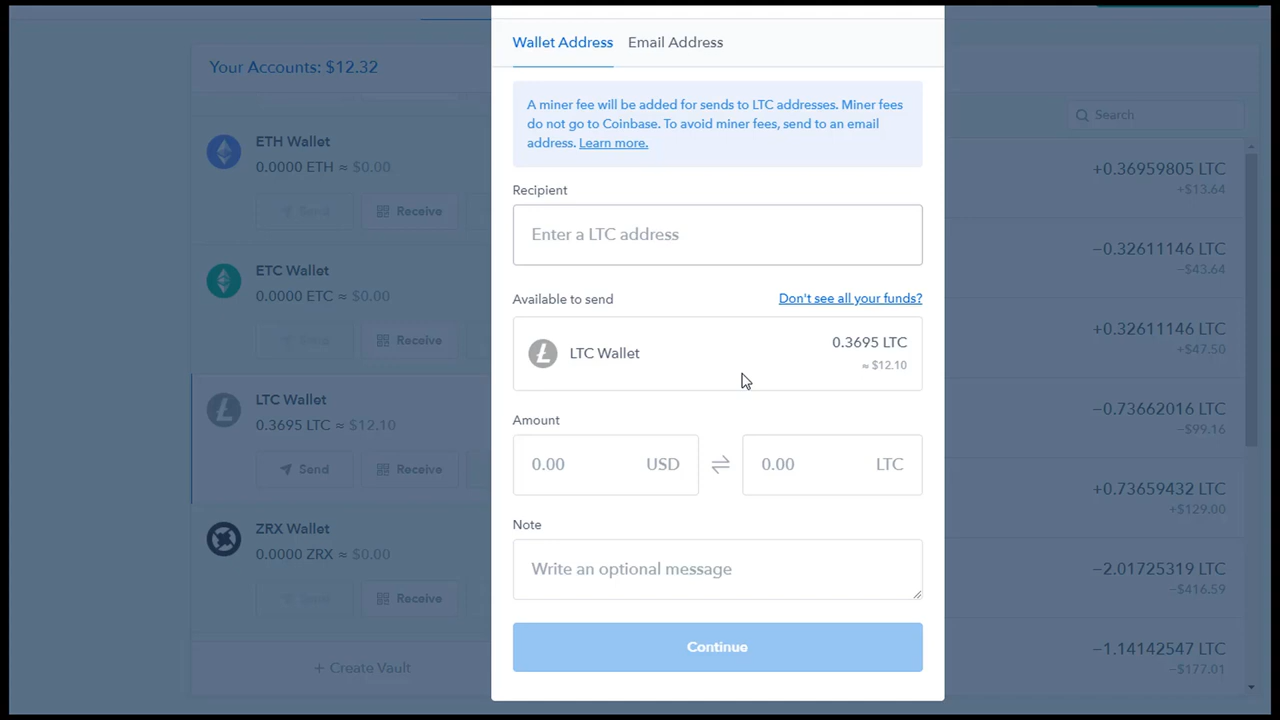 Wallet Address Email Address
A miner fee will be added for sends to LTC addresses. Miner fees
do not go to Coinbase. To avoid miner fees, send to an email
address. Learn more.
Recipient
Enter a LTC address
Available to send Don't see all your funds?
LTC Wallet
0.3695 LTC
≈ $12.10
Amount
0.00 USD 0.00 LTC
Note
Write an optional message
Continue
Your Accounts: $12.32
ETH Wallet
0.0000 ETH ≈ $0.00
Send Receive
ETC Wallet
0.0000 ETC ≈ $0.00
Send Receive
LTC Wallet
0.3695 LTC ≈ $12.10
Send Receive
ZRX Wallet
0.0000 ZRX ≈ $0.00
Send Receive
+ Create Vault
Search
+0.36959805 LTC
+$13.64
−0.32611146 LTC
−$43.64
+0.32611146 LTC
+$47.50
−0.73662016 LTC
−$99.16
+0.73659432 LTC
+$129.00
−2.01725319 LTC
−$416.59
−1.14142547 LTC
−$177.01